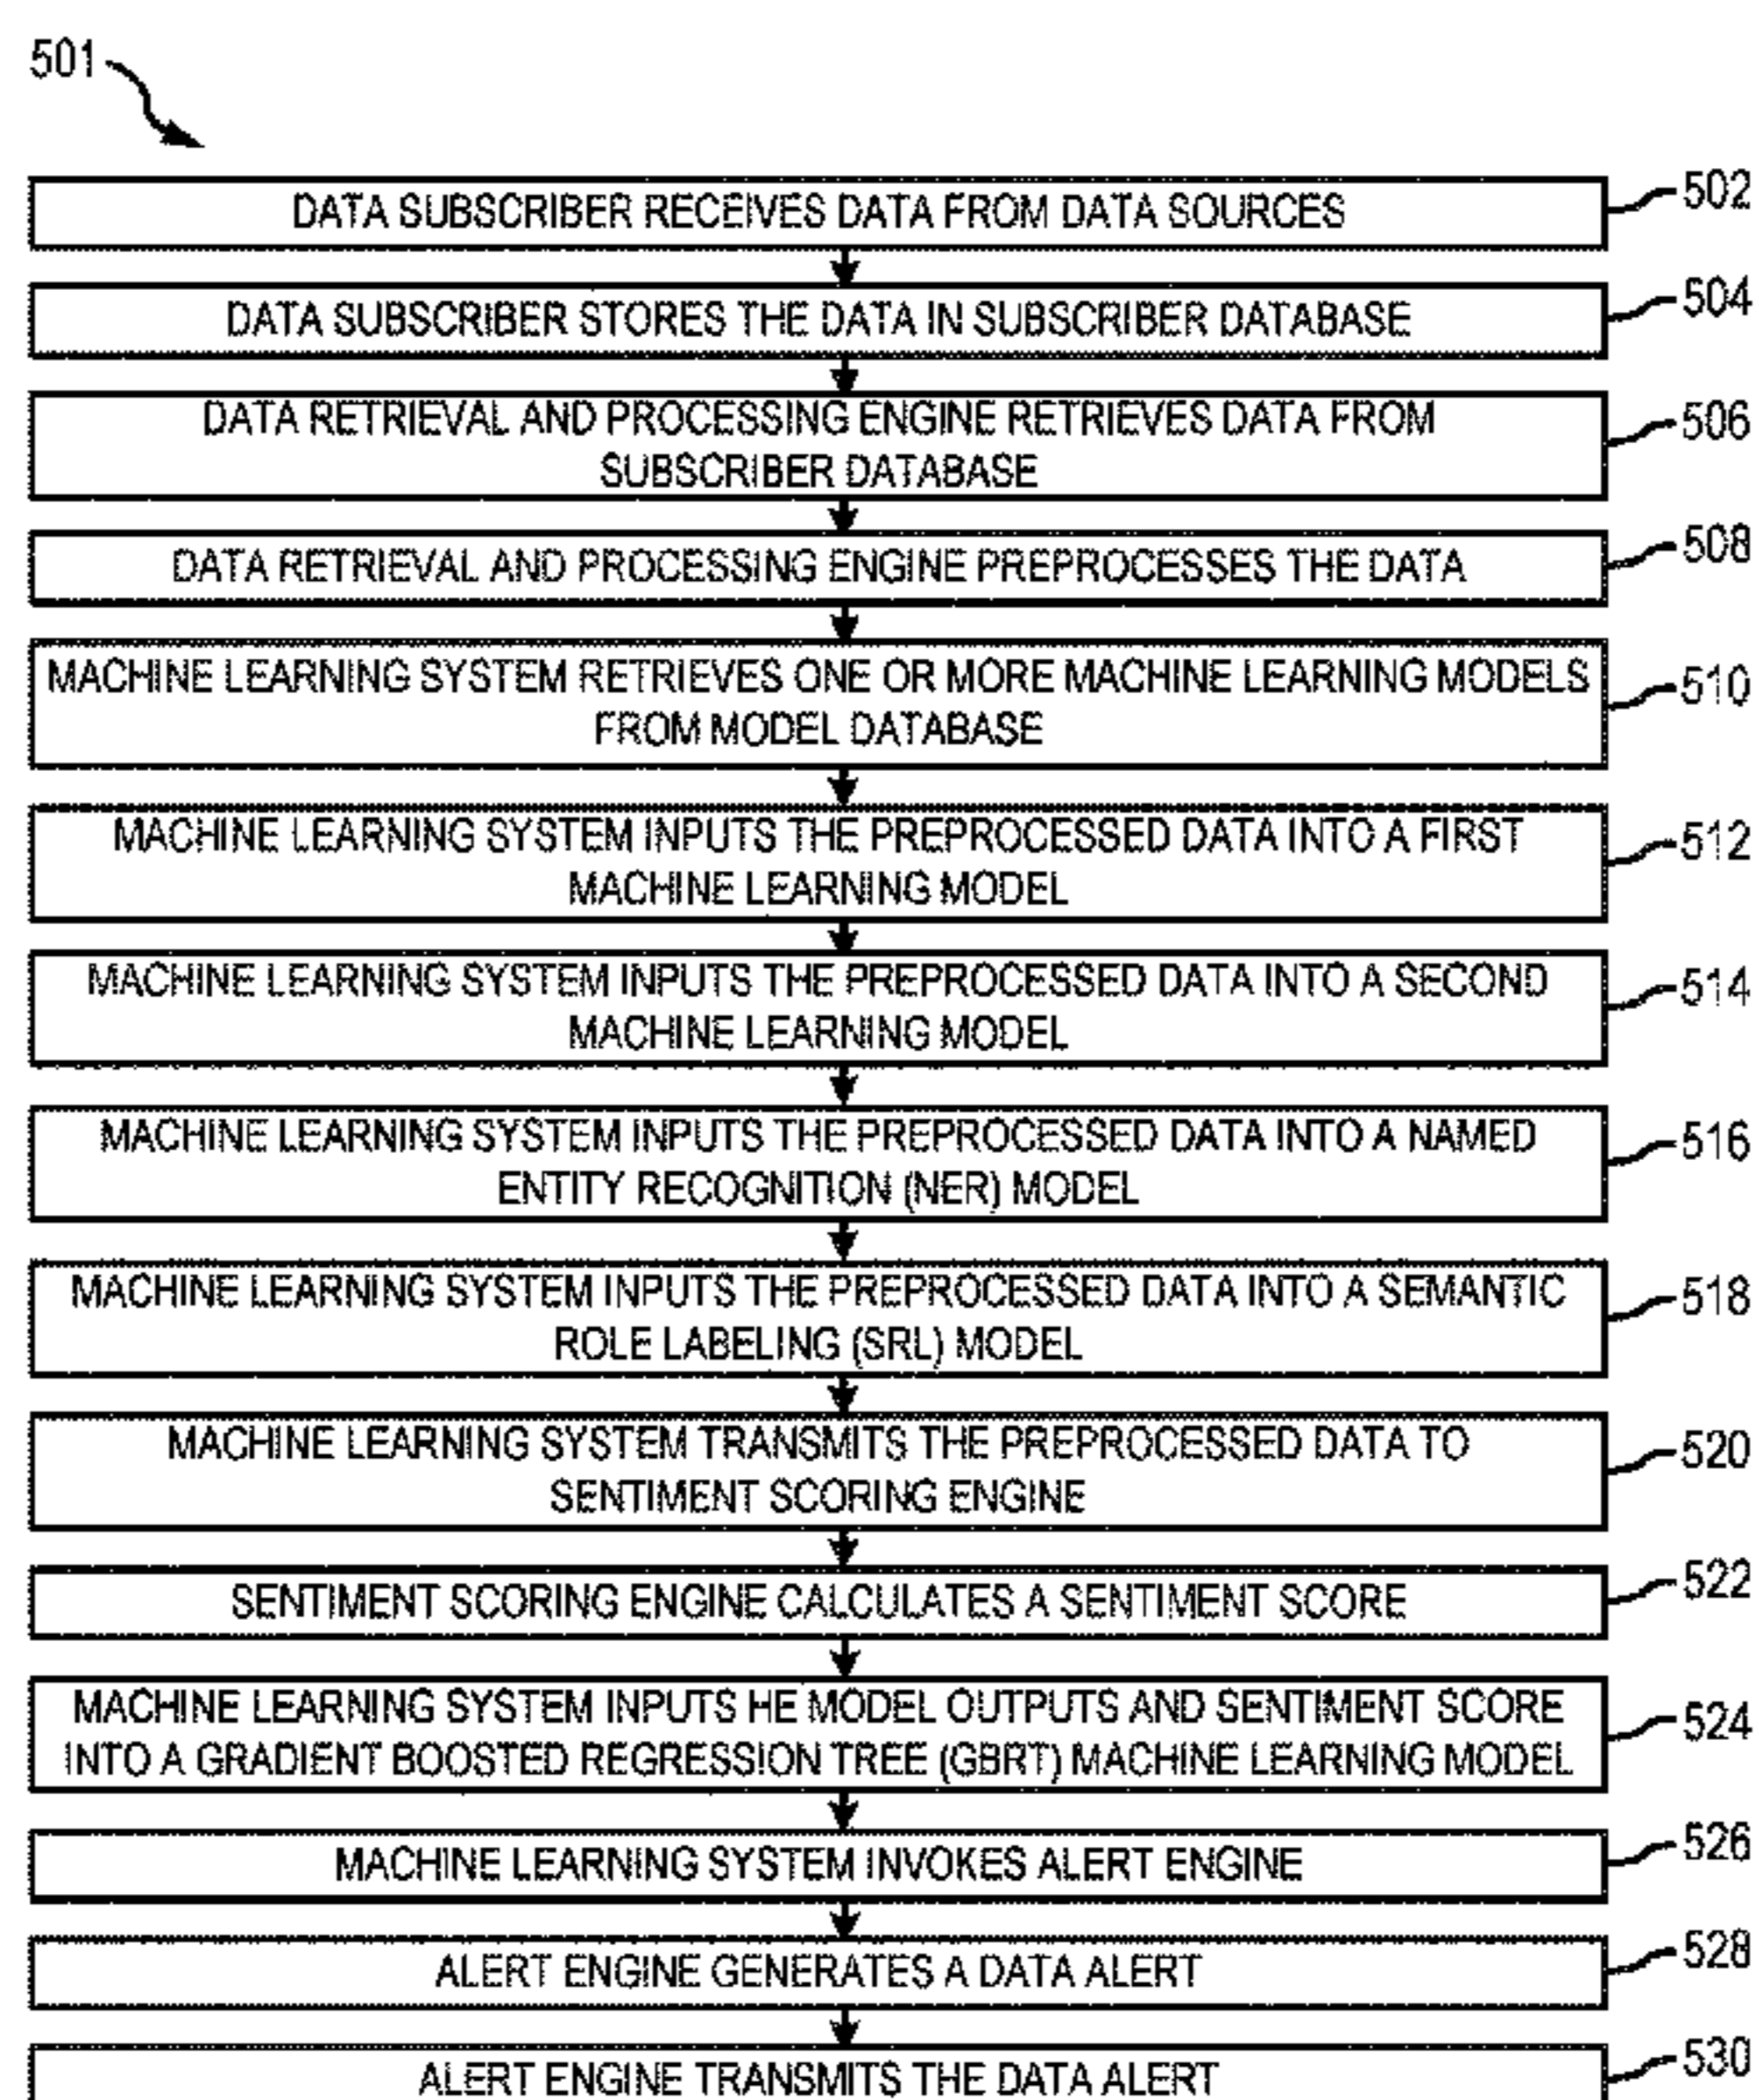 501
DATA SUBSCRIBER RECEIVES DATA FROM DATA SOURCES
502
DATA SUBSCRIBER STORES THE DATA IN SUBSCRIBER DATABASE
504
DATA RETRIEVAL AND PROCESSING ENGINE RETRIEVES DATA FROM
SUBSCRIBER DATABASE
506
DATA RETRIEVAL AND PROCESSING ENGINE PREPROCESSES THE DATA
508
MACHINE LEARNING SYSTEM RETRIEVES ONE OR MORE MACHINE LEARNING MODELS
FROM MODEL DATABASE
510
MACHINE LEARNING SYSTEM INPUTS THE PREPROCESSED DATA INTO A FIRST
MACHINE LEARNING MODEL
512
MACHINE LEARNING SYSTEM INPUTS THE PREPROCESSED DATA INTO A SECOND
MACHINE LEARNING MODEL
514
MACHINE LEARNING SYSTEM INPUTS THE PREPROCESSED DATA INTO A NAMED
ENTITY RECOGNITION (NER) MODEL
516
MACHINE LEARNING SYSTEM INPUTS THE PREPROCESSED DATA INTO A SEMANTIC
ROLE LABELING (SRL) MODEL
518
MACHINE LEARNING SYSTEM TRANSMITS THE PREPROCESSED DATA TO
SENTIMENT SCORING ENGINE
520
SENTIMENT SCORING ENGINE CALCULATES A SENTIMENT SCORE
522
MACHINE LEARNING SYSTEM INPUTS HE MODEL OUTPUTS AND SENTIMENT SCORE
INTO A GRADIENT BOOSTED REGRESSION TREE (GBRT) MACHINE LEARNING MODEL
524
MACHINE LEARNING SYSTEM INVOKES ALERT ENGINE
526
ALERT ENGINE GENERATES A DATA ALERT
528
ALERT ENGINE TRANSMITS THE DATA ALERT
530